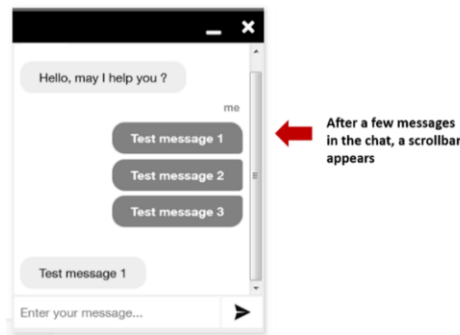 Hello, may I help you ?
me
Test message 1
Test message 2
Test message 3
Test message 1
Enter your message...
After a few messages
in the chat, a scrollbar
appears